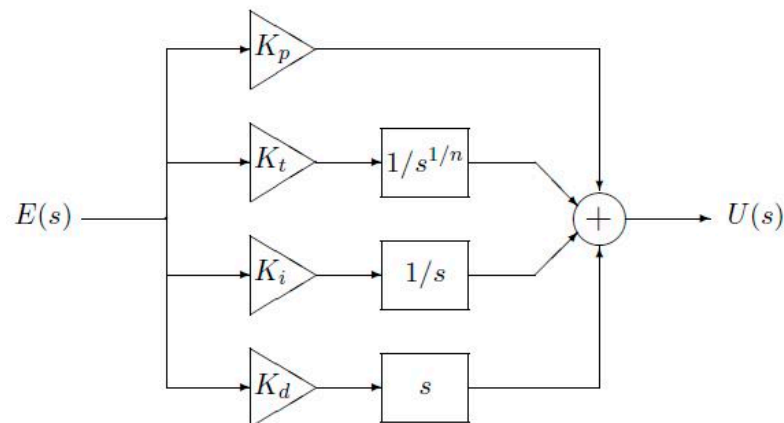 K_p
K_t 1/s^{1/n}
E(s) + U(s)
K_i 1/s
K_d s